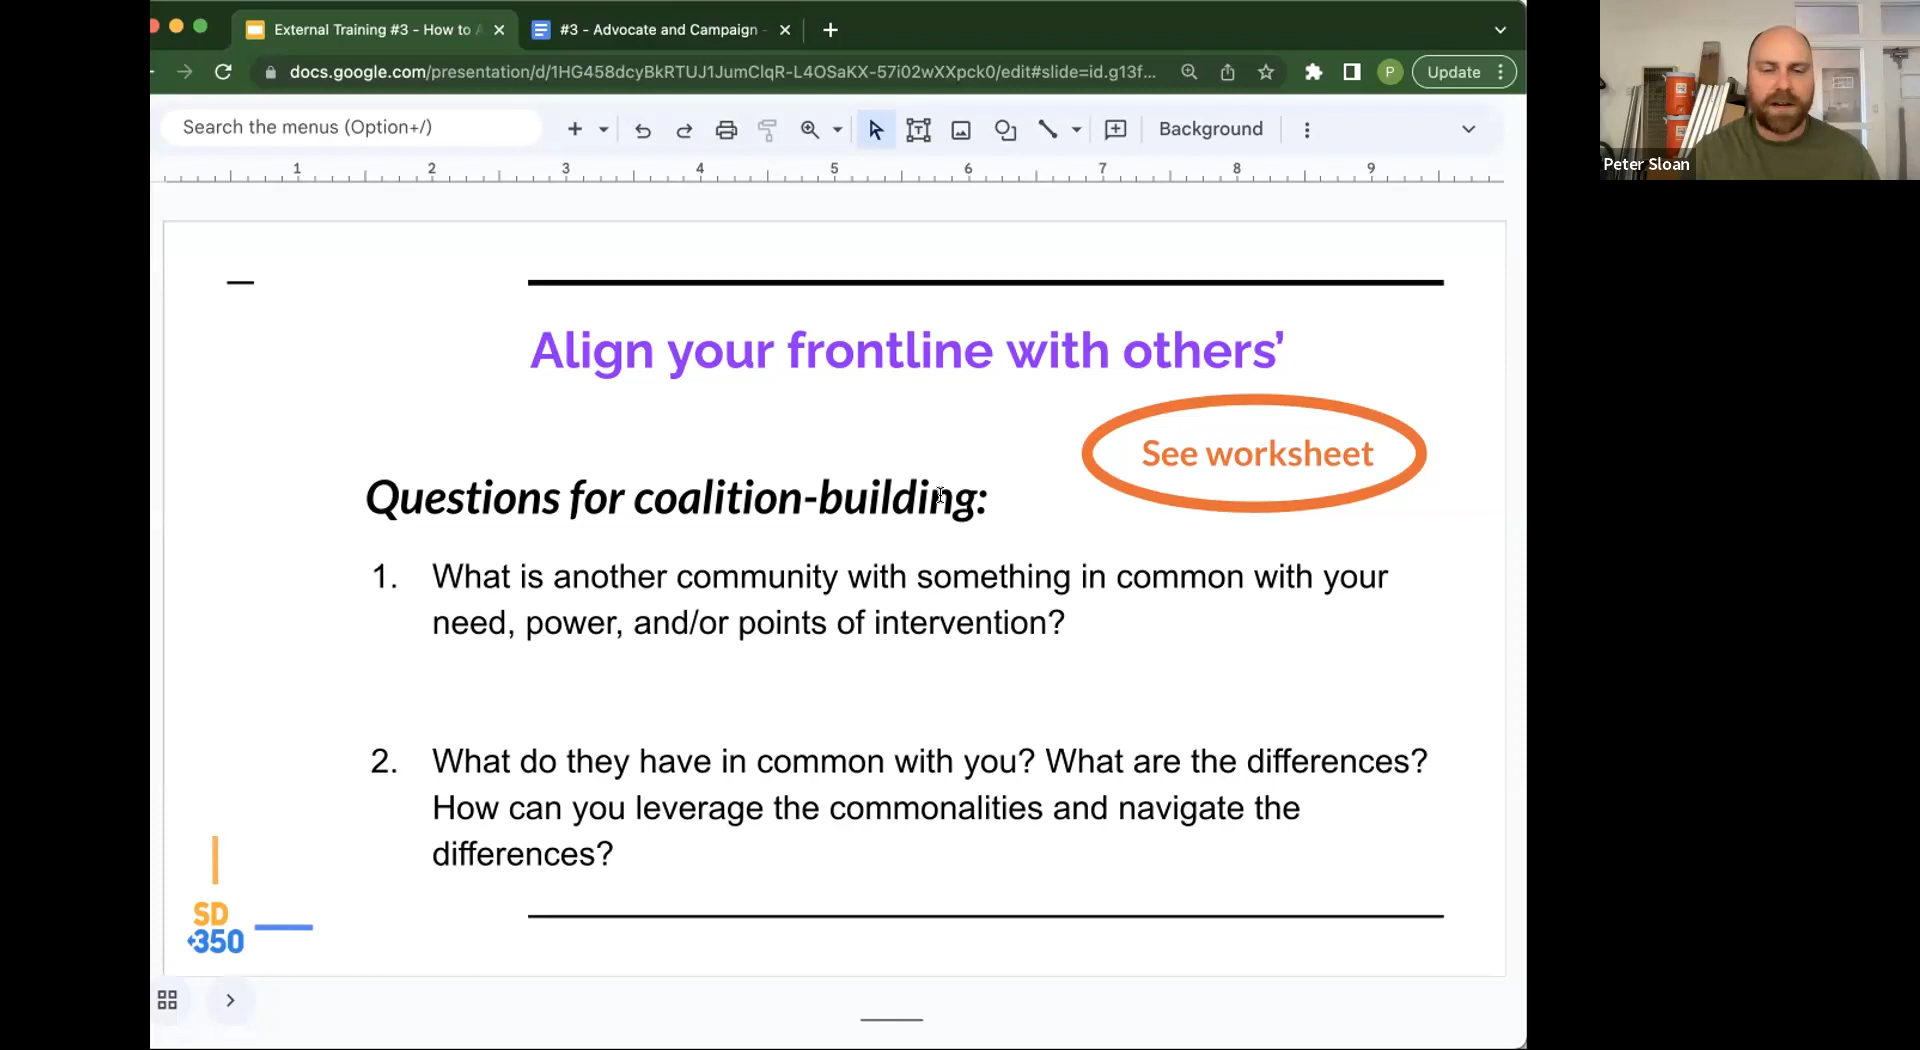 External Training #3 - How to
#3 - Advocate and Campaign -
docs.google.com/presentation/d/1HG458dcyBkRTUJ1JumClqR-L4OSaKX-57i02wXXpck0/edit#slide=id.g13f...
P
Update
Search the menus (Option+/)
Background
1 2 3 4 5 6 7 8 9
Peter Sloan
Align your frontline with others’
See worksheet
Questions for coalition-building:
1. What is another community with something in common with your
need, power, and/or points of intervention?
2. What do they have in common with you? What are the differences?
How can you leverage the commonalities and navigate the
differences?
SD
350